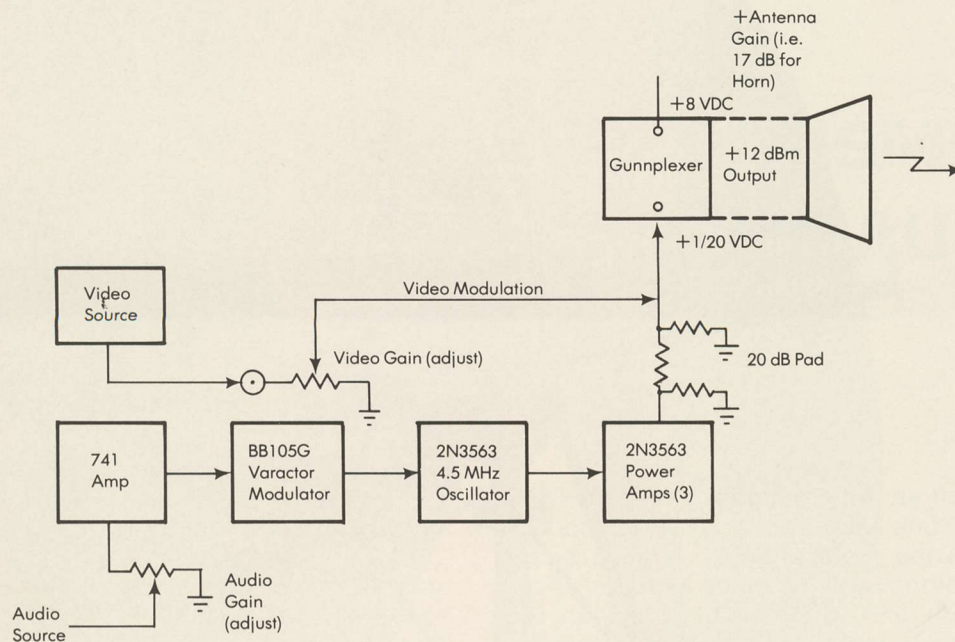 +Antenna
Gain (i.e.
17 dB for
Horn)
+8 VDC
Gunnplexer
+12 dBm
Output
+1/20 VDC
Video
Source
Video Modulation
Video Gain (adjust)
20 dB Pad
741
Amp
BB105G
Varactor
Modulator
2N3563
4.5 MHz
Oscillator
2N3563
Power
Amps (3)
Audio
Gain
(adjust)
Audio
Source